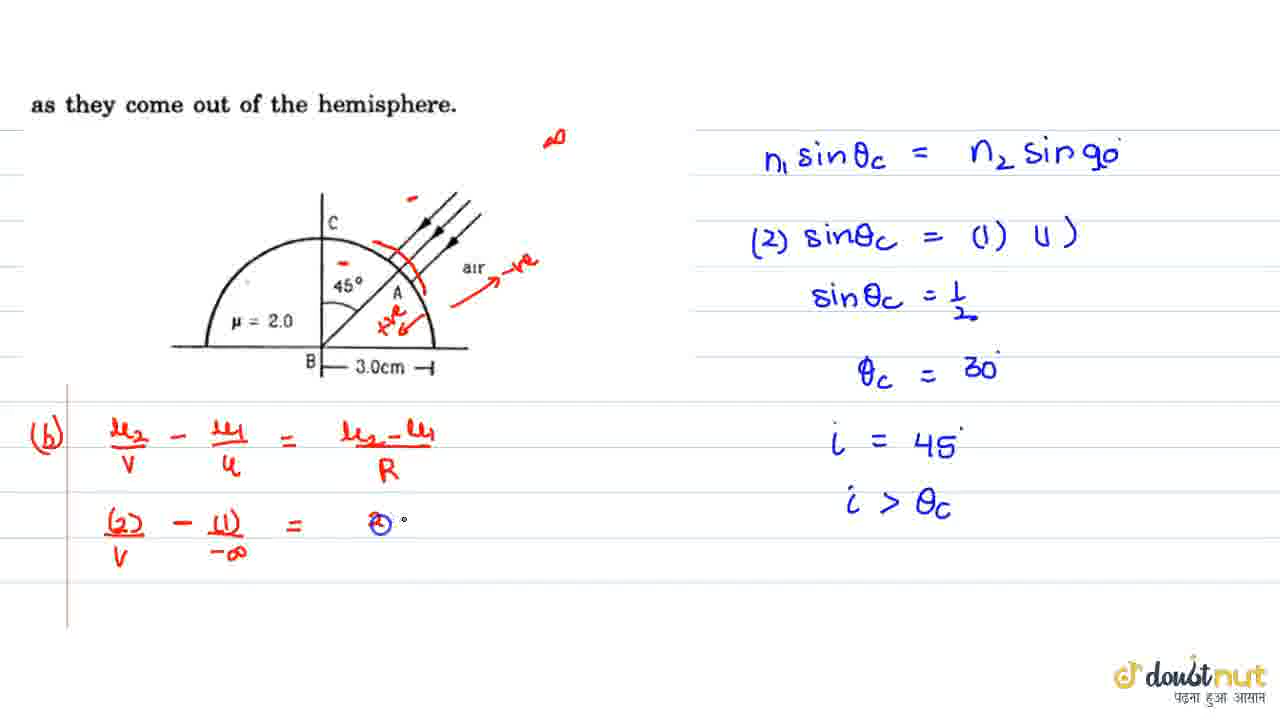 as they come out of the hemisphere.
∞
C
-
-
45°
A
air
-ve
+ve
μ = 2.0
B
3.0cm
(b) μ₂/v - μ₁/u = μ₂-μ₁/R
(2)/v - (1)/-∞ =
n₁ sinθc = n₂ sin90°
(2) sinθc = (1) (1)
sinθc = 1/2
θc = 30°
i = 45°
i > θc
doubtnut
पढ़ना हुआ आसान